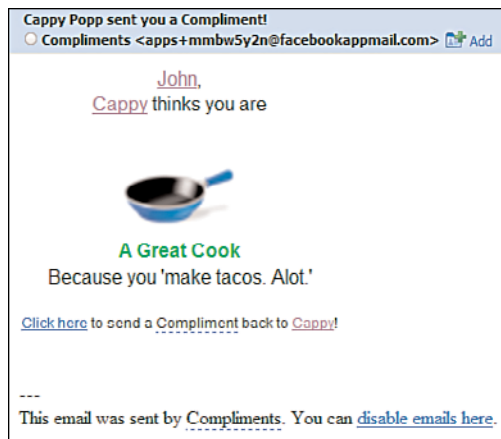 Cappy Popp sent you a Compliment!
Compliments <apps+mmbw5y2n@facebookappmail.com> Add
John,
Cappy thinks you are
A Great Cook
Because you 'make tacos. Alot.'
Click here to send a Compliment back to Cappy!
---
This email was sent by Compliments. You can disable emails here.